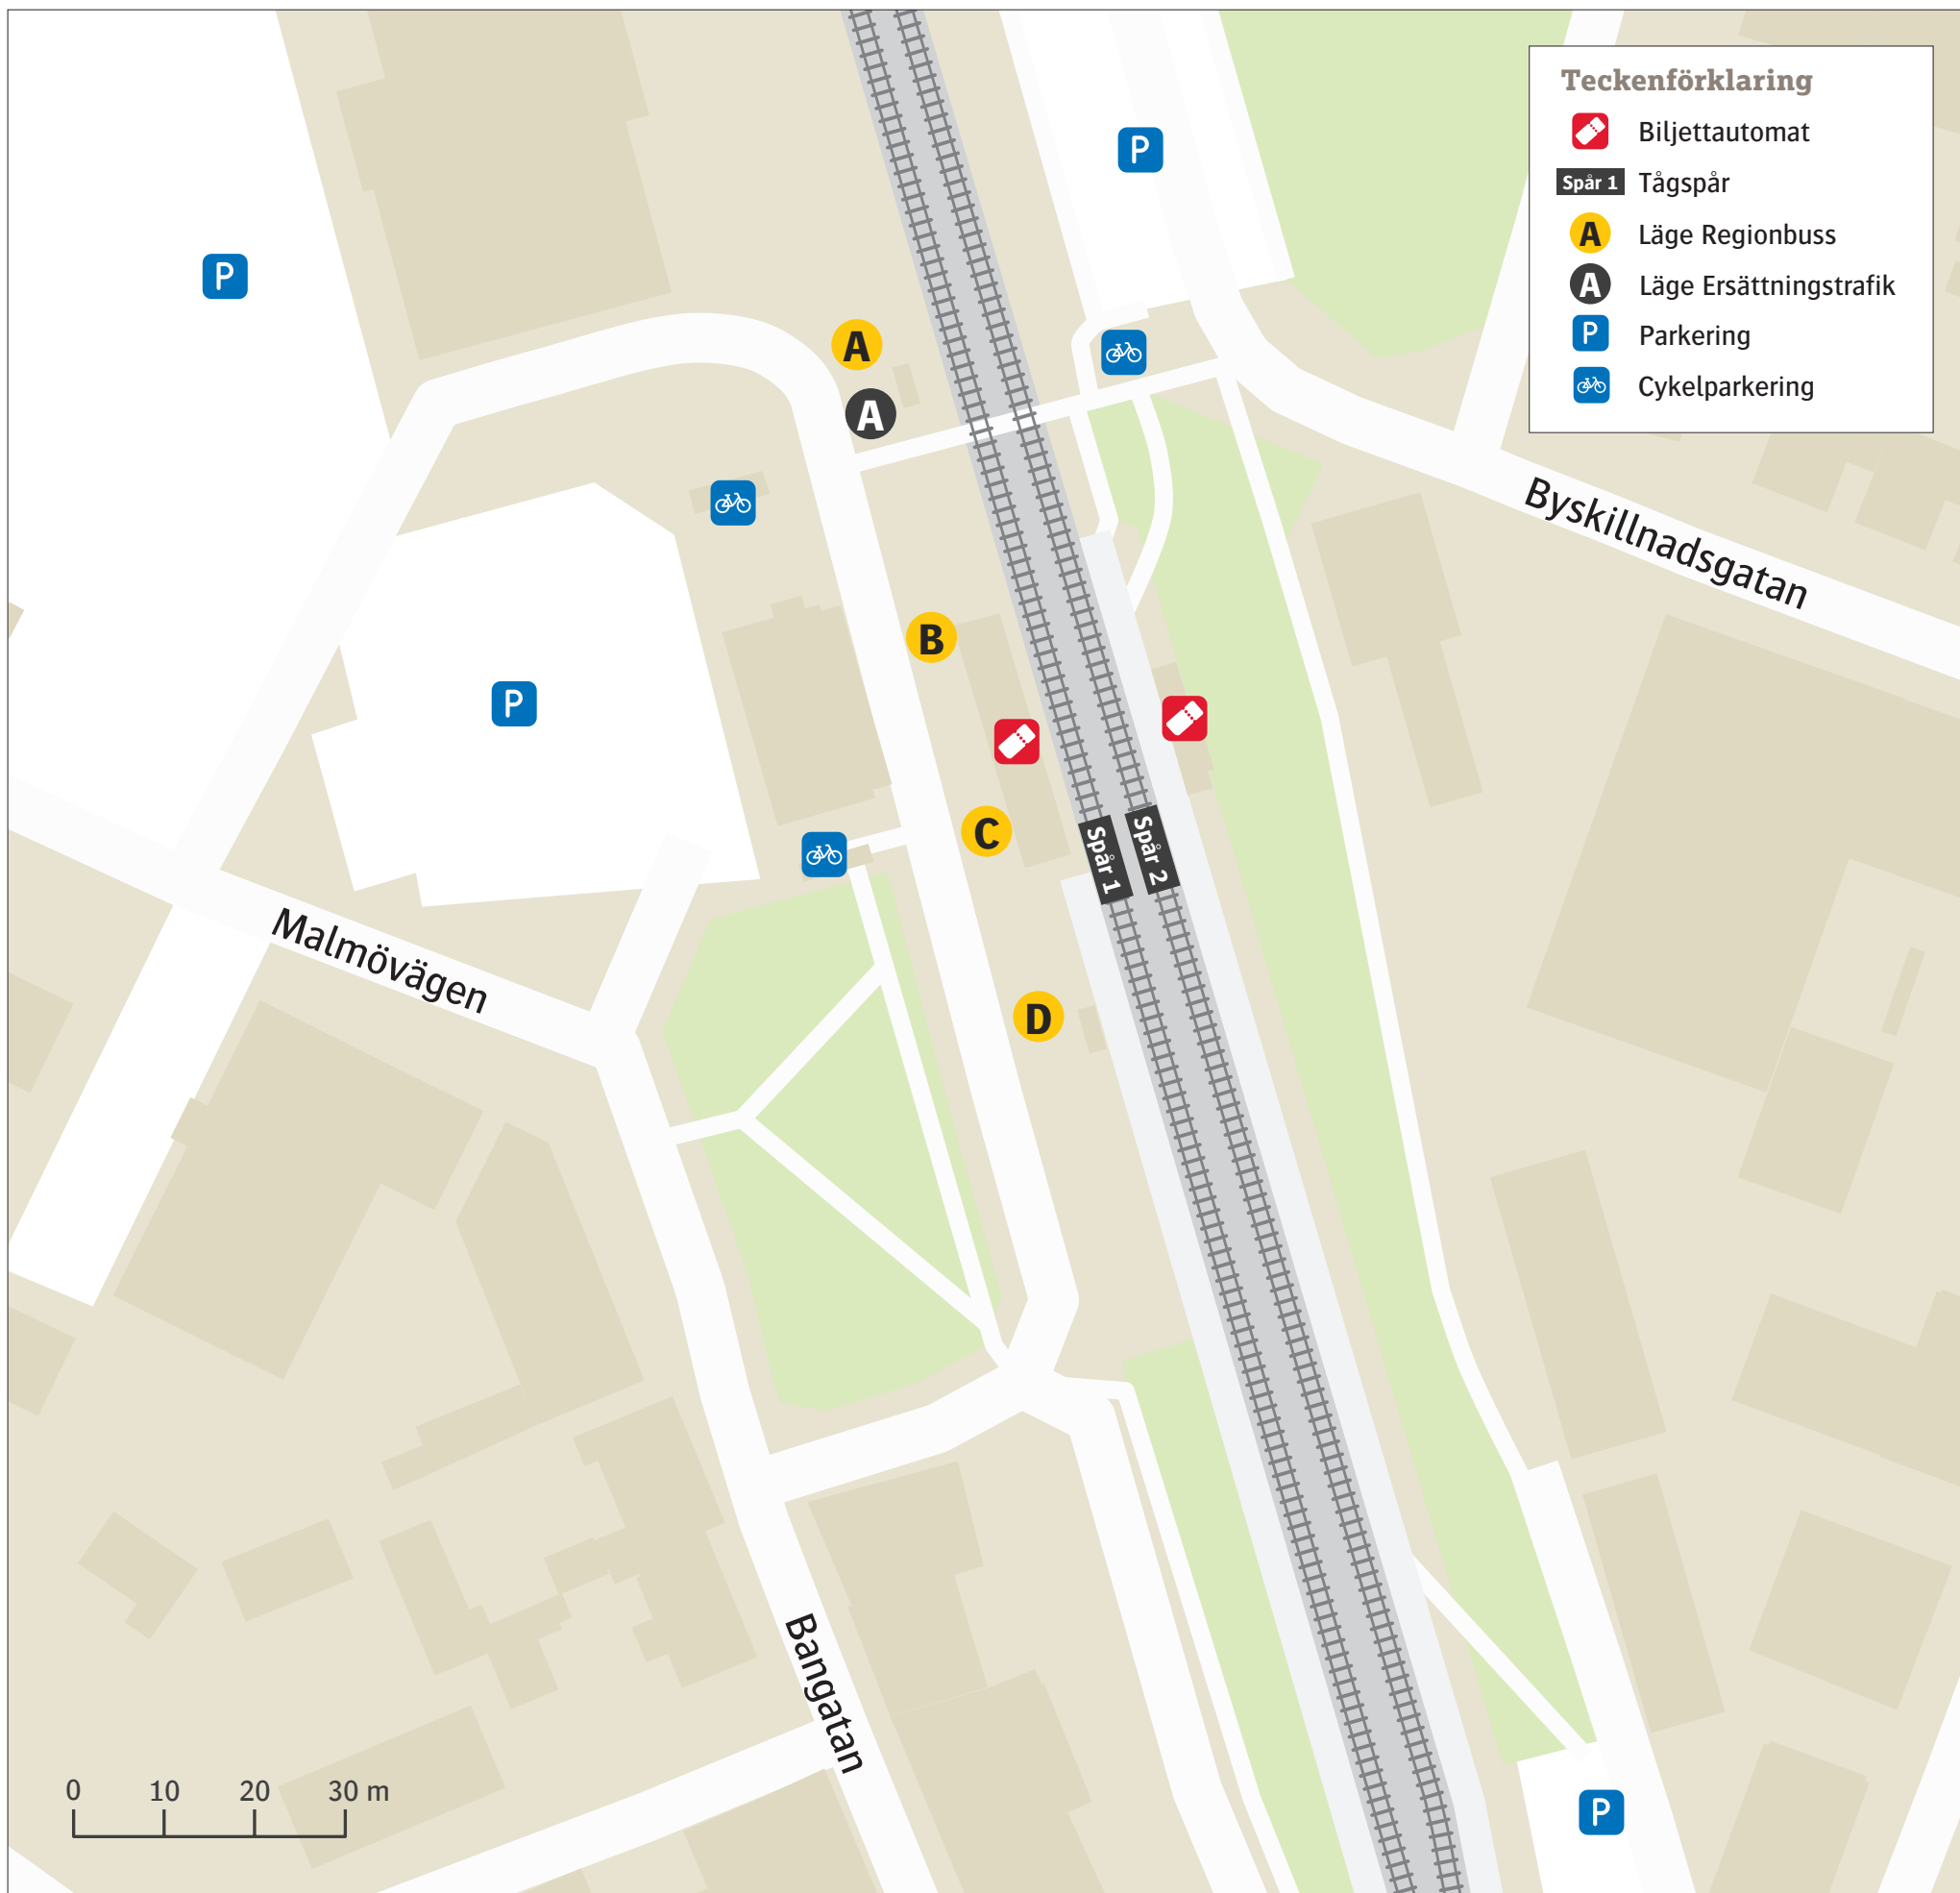 Teckenförklaring
Biljettautomat
Spår 1 Tågspår
A Läge Regionbuss
A Läge Ersättningstrafik
P Parkering
Cykelparkering
P
P
A
A
Byskillnadsgatan
B
P
C
Spår 1
Spår 2
Malmövägen
D
Bangatan
0 10 20 30 m
P